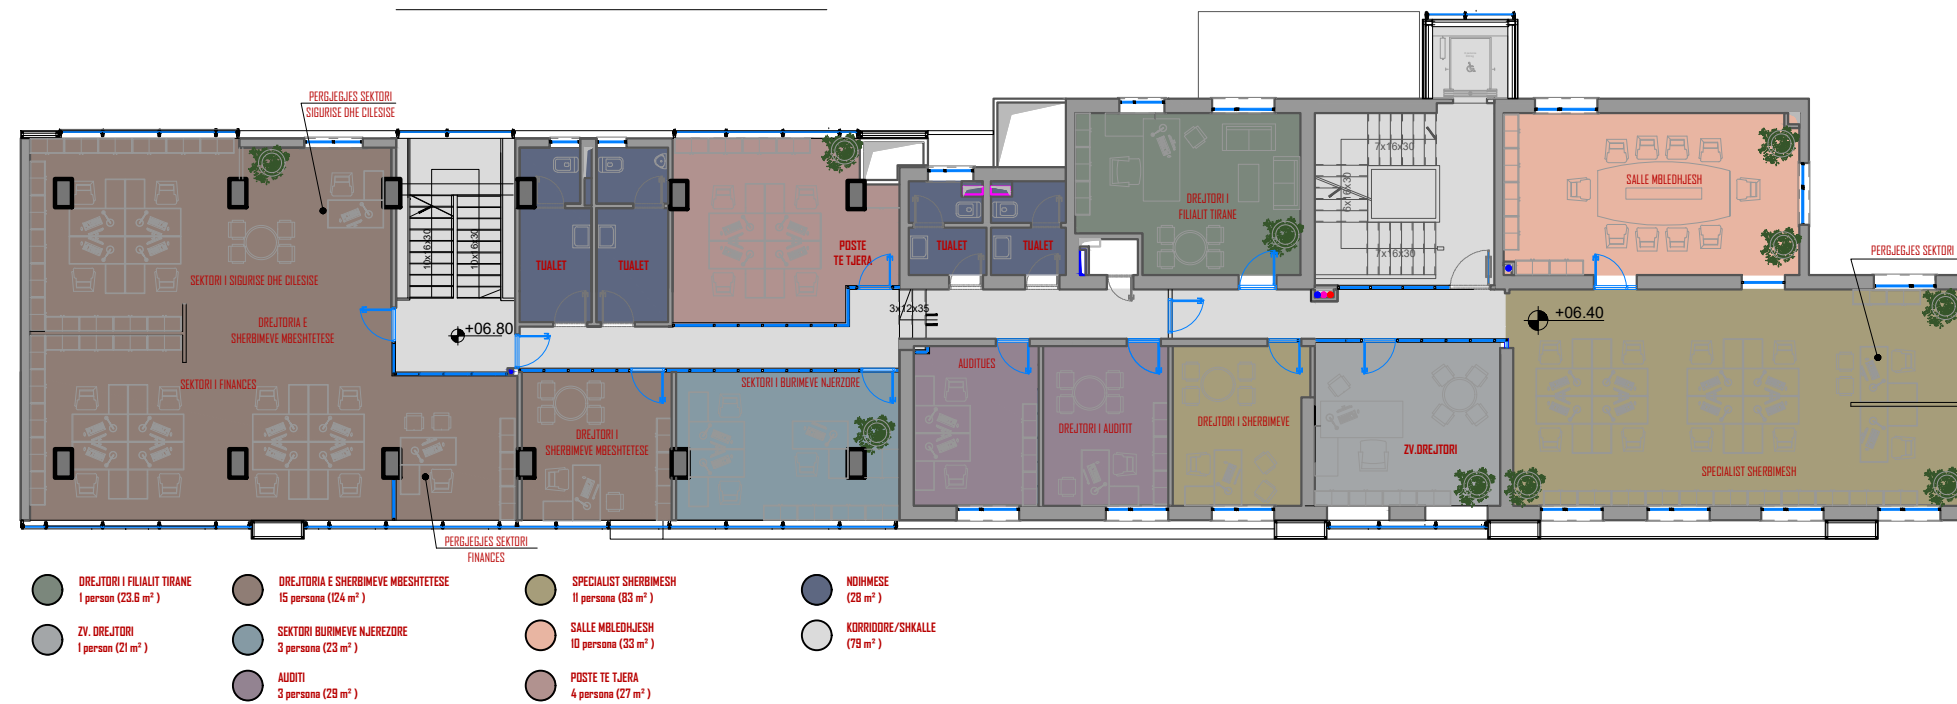 PERGJEGJES SEKTORI
SIGURISE DHE CILESISE
7x16x30
6x16x30
7x16x30
10x16x30
10x16x30
SEKTORI I SIGURISE DHE CILESISE
TUALET
TUALET
POSTE
TE TJERA
TUALET
TUALET
DREJTORI I
FILIALIT TIRANE
SALLE MBLEDHJESH
PERGJEGJES SEKTORI
DREJTORIA E
SHERBIMEVE MBESHTETESE
+06.80
3x12x35
+06.40
SEKTORI I FINANCES
SEKTORI I BURIMEVE NJERZORE
AUDITUES
DREJTORI I
SHERBIMEVE MBESHTETESE
DREJTORI I AUDITIT
DREJTORI I SHERBIMEVE
ZV.DREJTORI
SPECIALIST SHERBIMESH
PERGJEGJES SEKTORI
FINANCES
DREJTORI I FILIALIT TIRANE
1 person (23.6 m² )
ZV. DREJTORI
1 person (21 m² )
DREJTORIA E SHERBIMEVE MBESHTETESE
15 persona (124 m² )
SEKTORI BURIMEVE NJEREZORE
3 persona (23 m² )
AUDITI
3 persona (29 m² )
SPECIALIST SHERBIMESH
11 persona (83 m² )
SALLE MBLEDHJESH
10 persona (33 m² )
POSTE TE TJERA
4 persona (27 m² )
NDIHMESE
(28 m² )
KORRIDORE/SHKALLE
(79 m² )